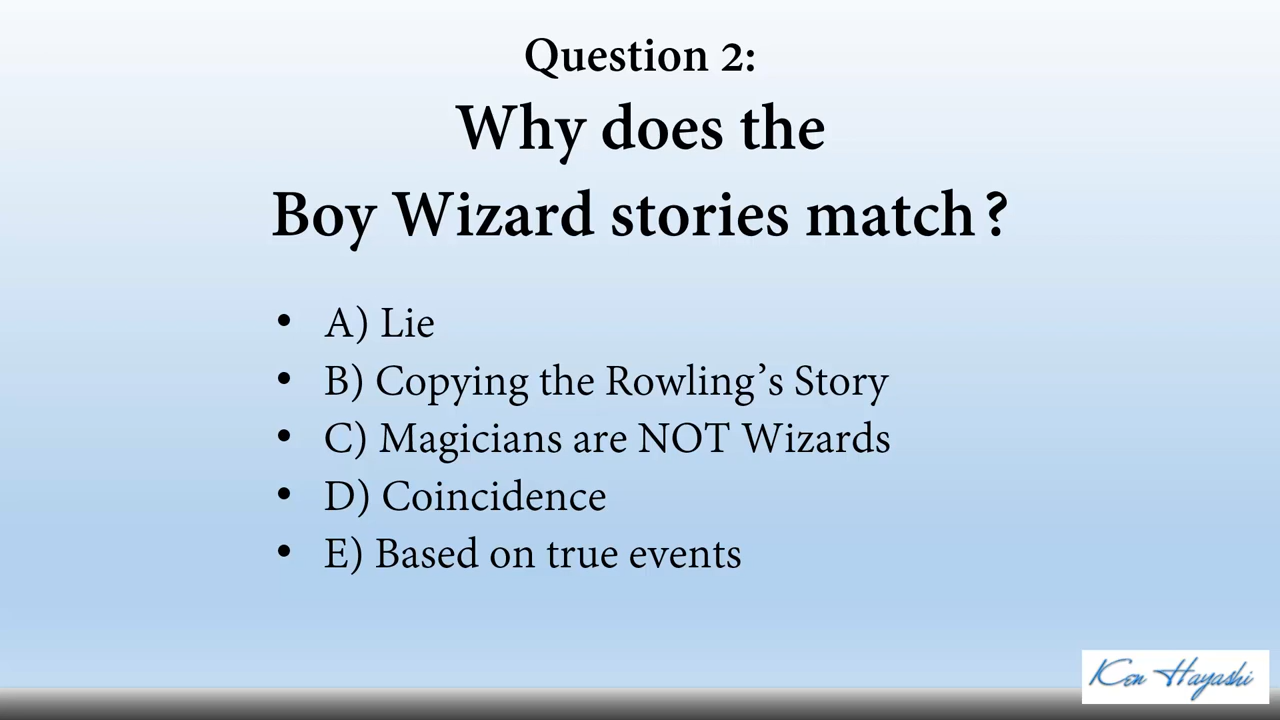 Question 2:
Why does the
Boy Wizard stories match?
• A) Lie
• B) Copying the Rowling’s Story
• C) Magicians are NOT Wizards
• D) Coincidence
• E) Based on true events
Ken Hayashi